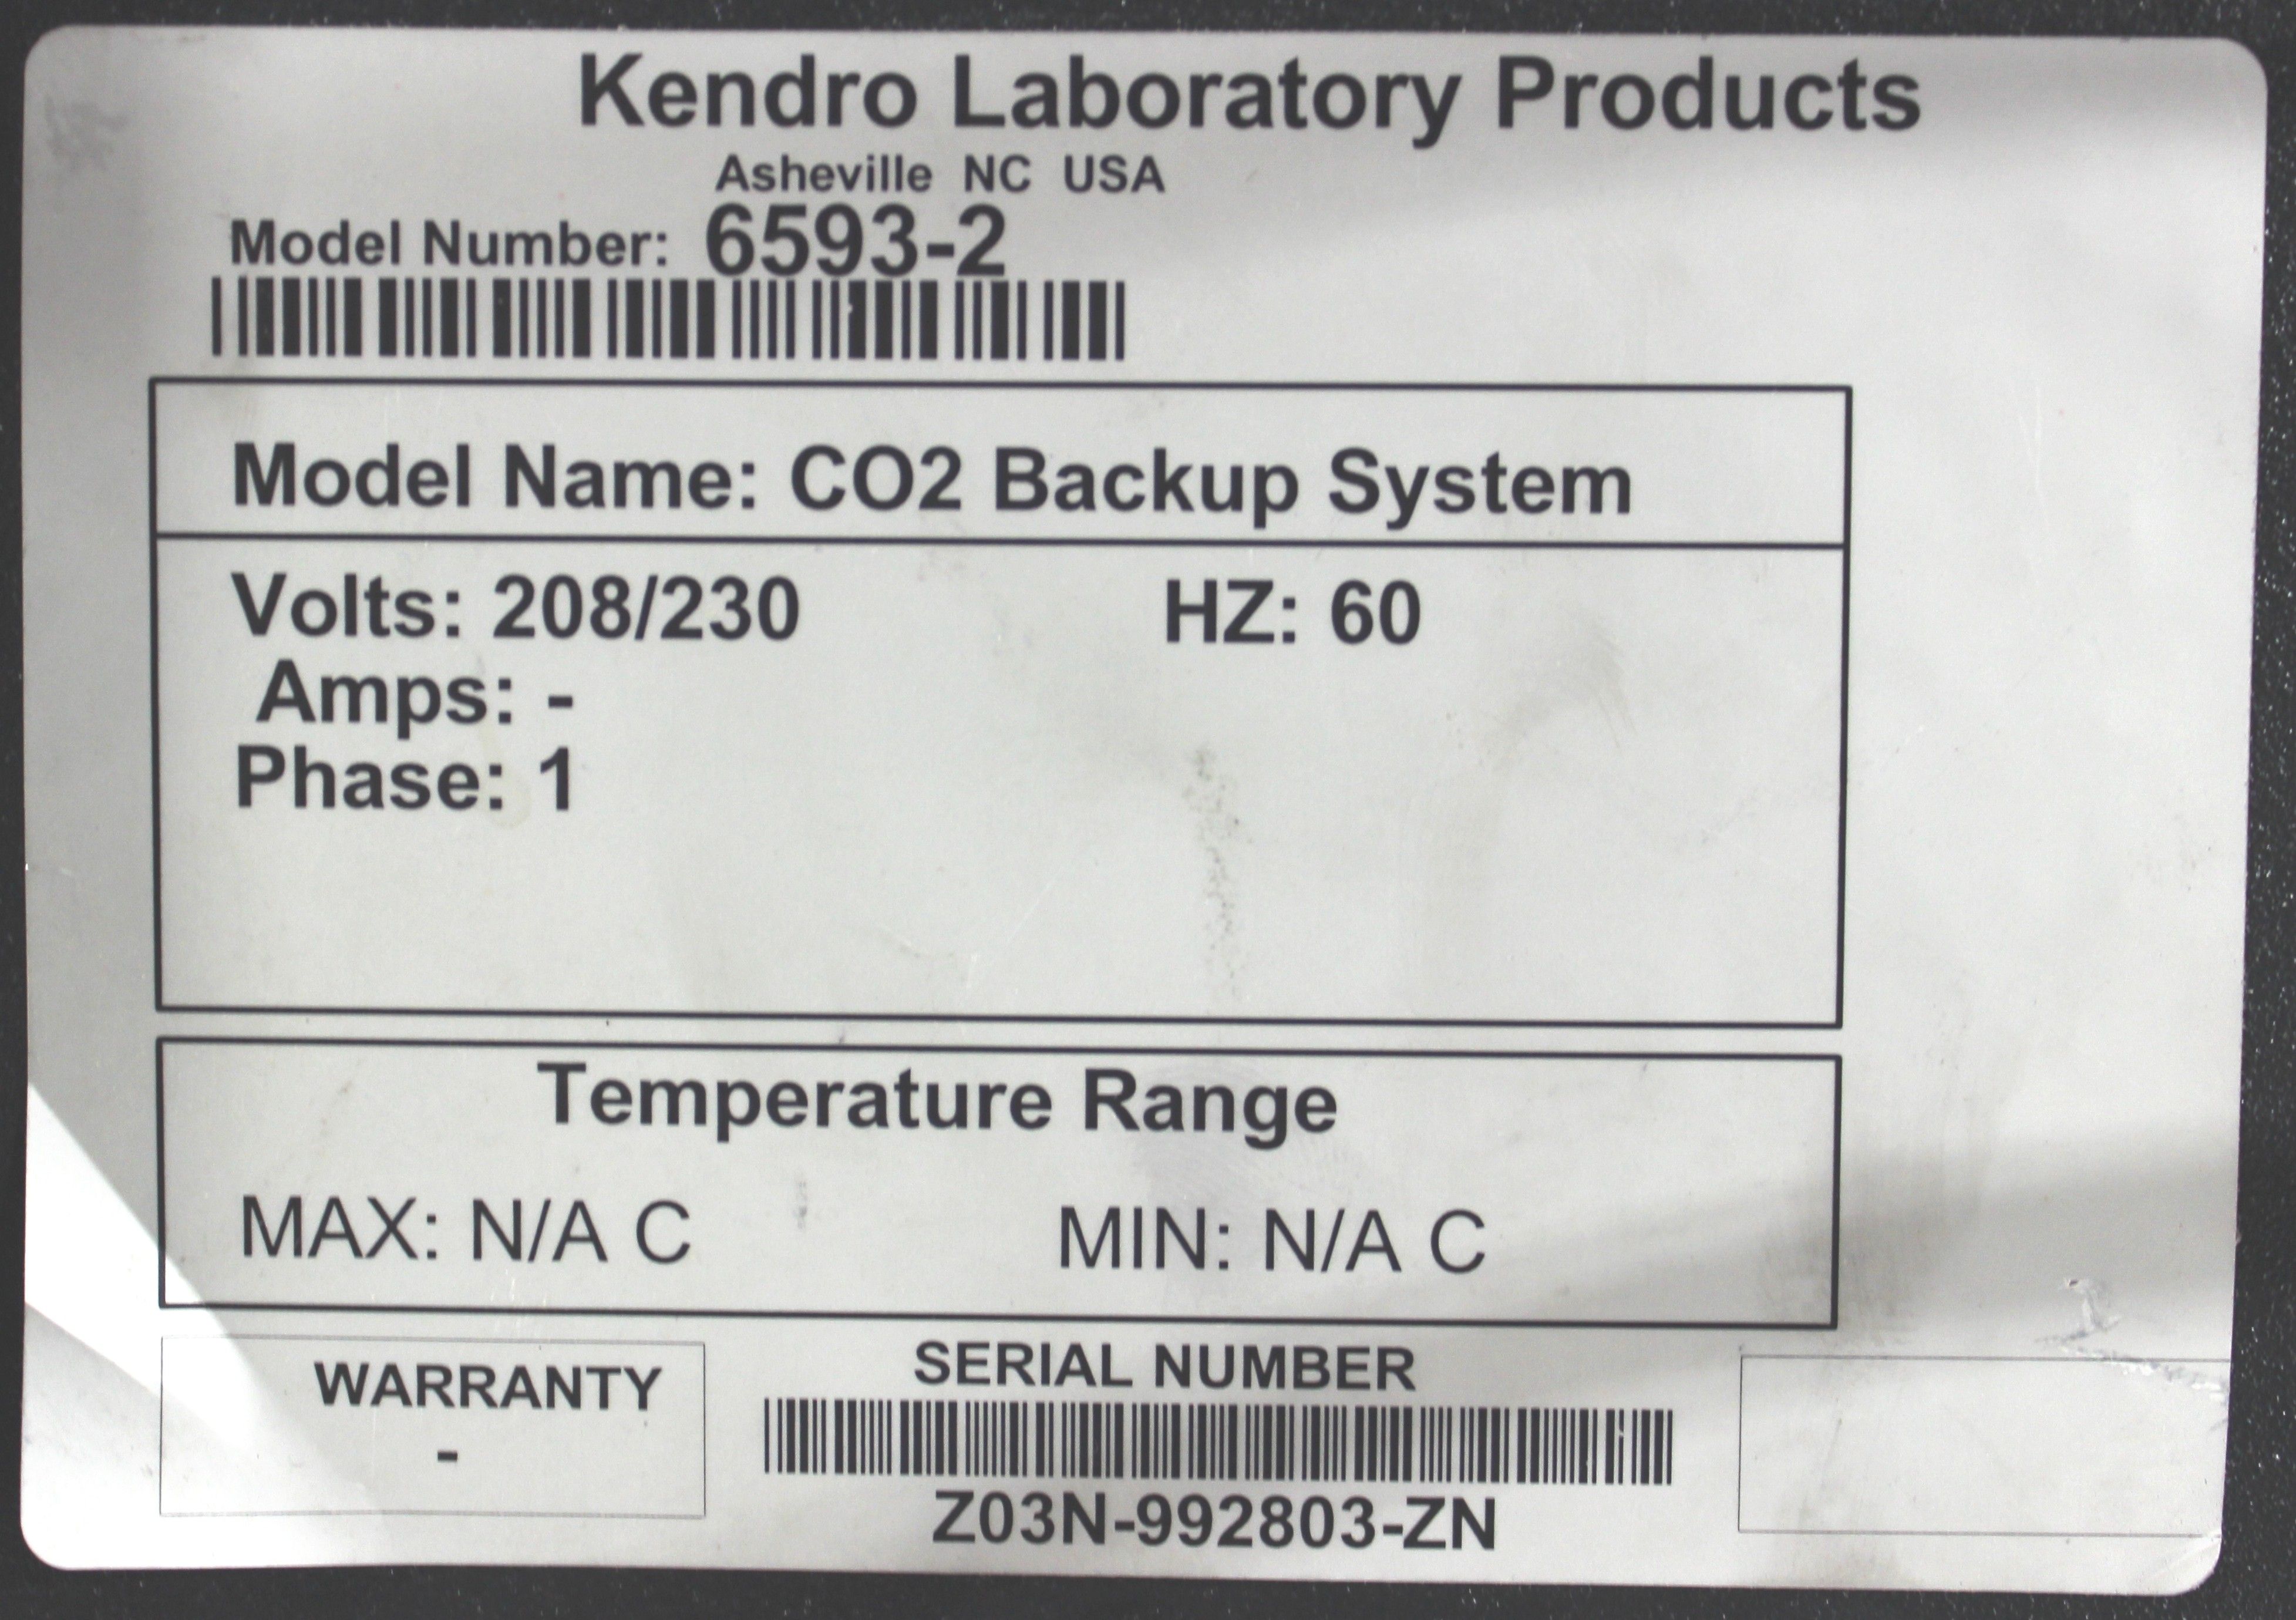 Kendro Laboratory Products
Asheville NC USA
Model Number: 6593-2
Model Name: CO2 Backup System
Volts: 208/230 HZ: 60
Amps: -
Phase: 1
Temperature Range
MAX: N/A C MIN: N/A C
WARRANTY
-
SERIAL NUMBER
Z03N-992803-ZN